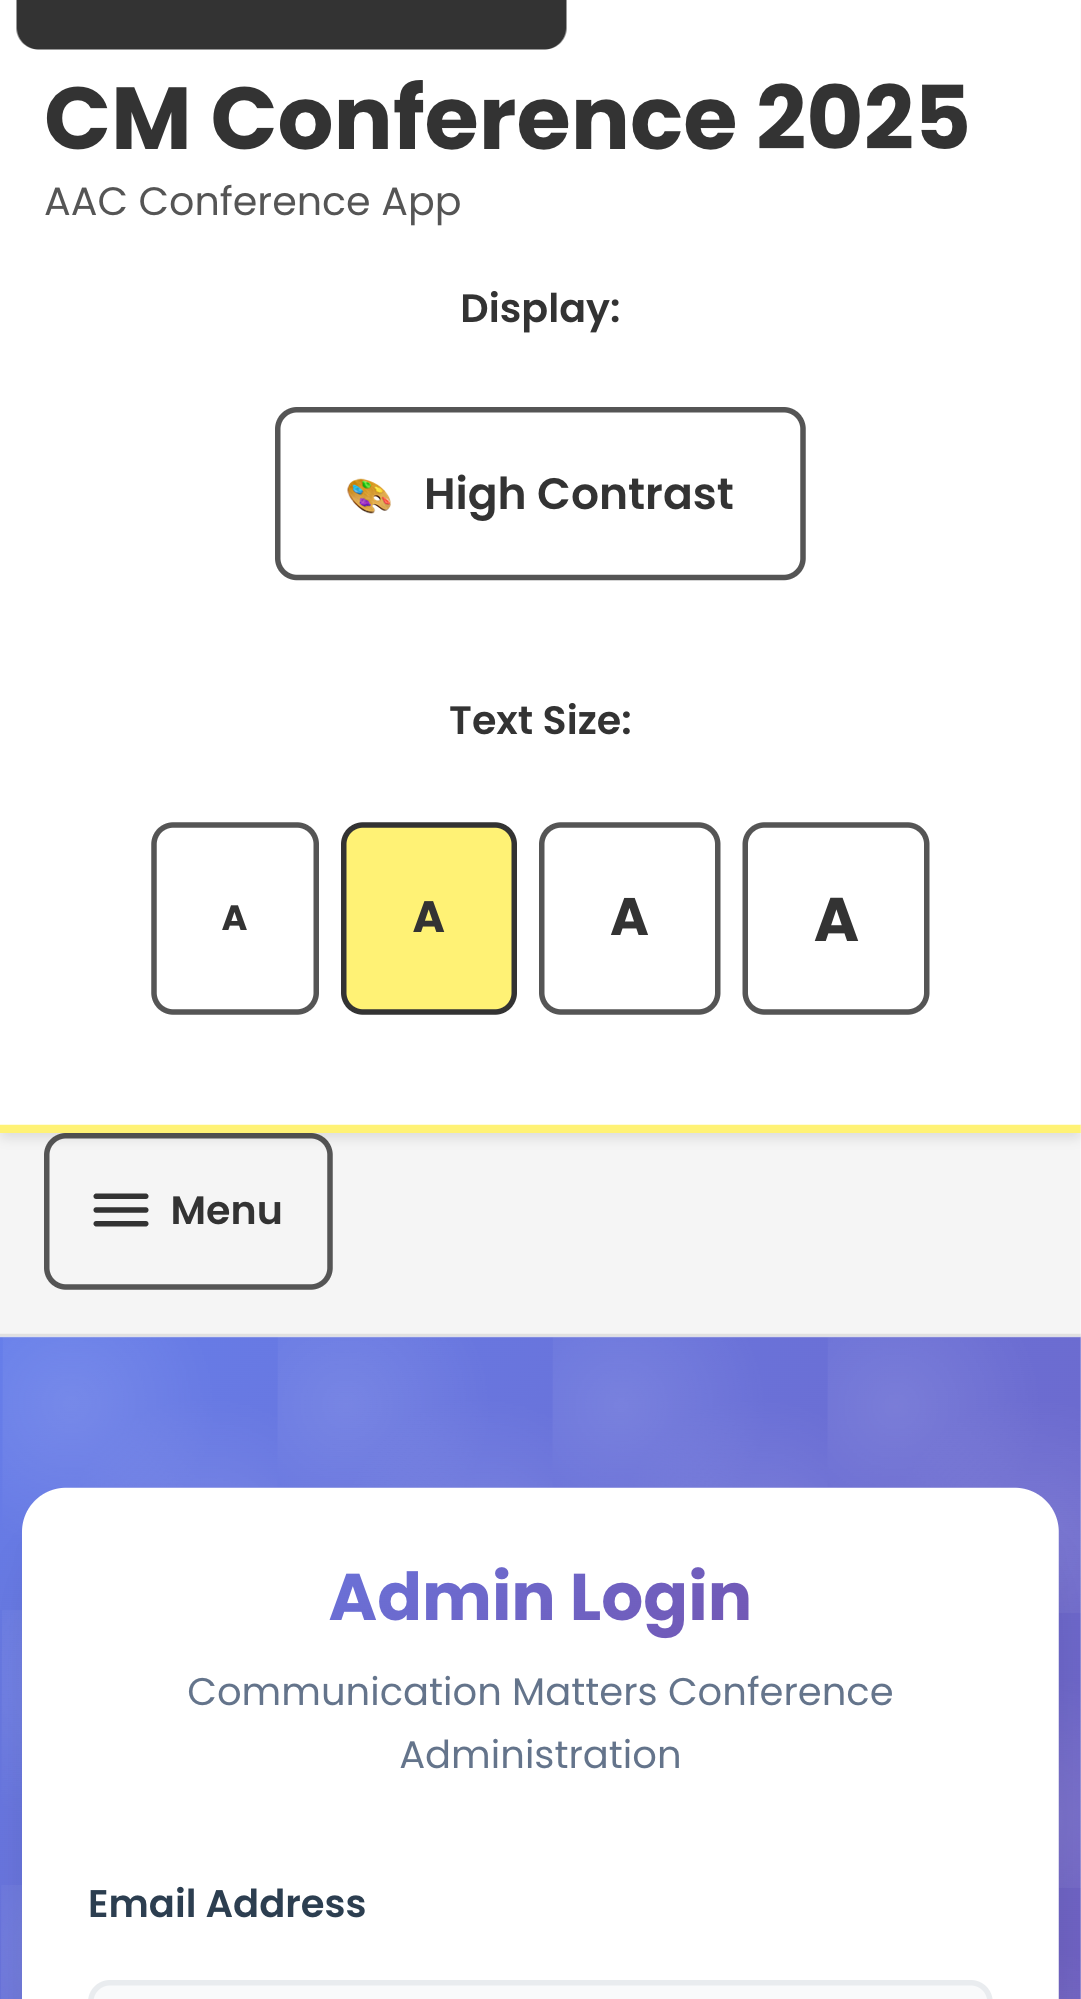 CM Conference 2025
AAC Conference App
Display:
High Contrast
Text Size:
A A A A
Menu
Admin Login
Communication Matters Conference
Administration
Email Address